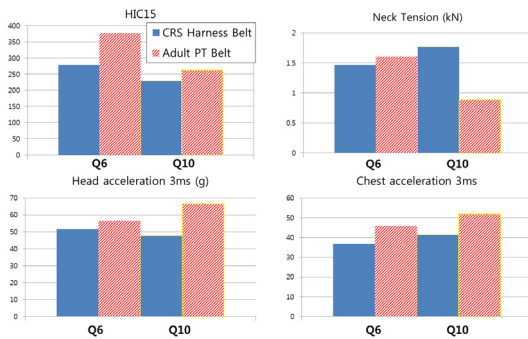 HIC15
Neck Tension (kN)
CRS Harness Belt
Adult PT Belt
400
350
300
250
200
150
100
50
0
Q6
Q10
2
1.5
1
0.5
0
Q6
Q10
Head acceleration 3ms (g)
Chest acceleration 3ms
70
60
50
40
30
20
10
0
Q6
Q10
60
50
40
30
20
10
0
Q6
Q10